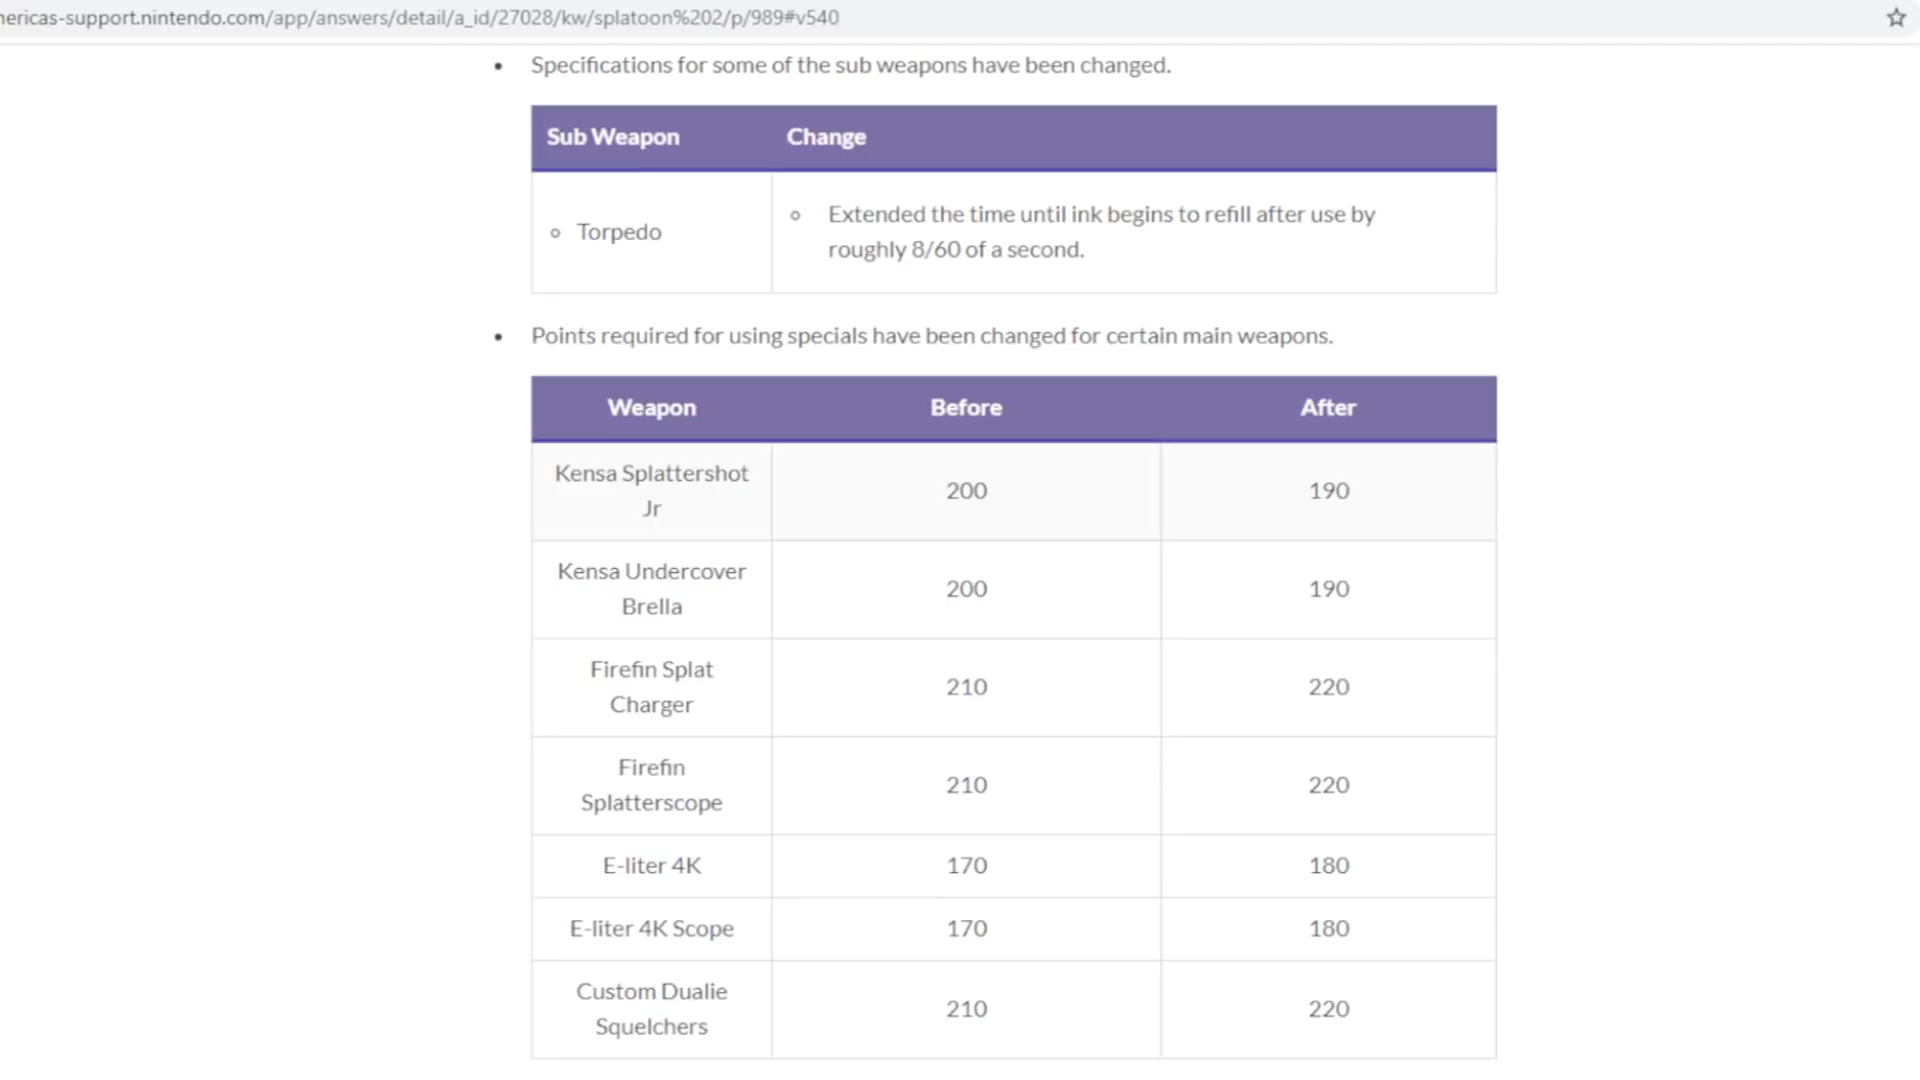 ericas-support.nintendo.com/app/answers/detail/a_id/27028/kw/splatoon%202/p/989#v540
Specifications for some of the sub weapons have been changed.
Sub Weapon Change
Torpedo
Extended the time until ink begins to refill after use by
roughly 8/60 of a second.
Points required for using specials have been changed for certain main weapons.
Weapon Before After
Kensa Splattershot
Jr
200 190
Kensa Undercover
Brella
200 190
Firefin Splat
Charger
210 220
Firefin
Splatterscope
210 220
E-liter 4K 170 180
E-liter 4K Scope 170 180
Custom Dualie
Squelchers
210 220